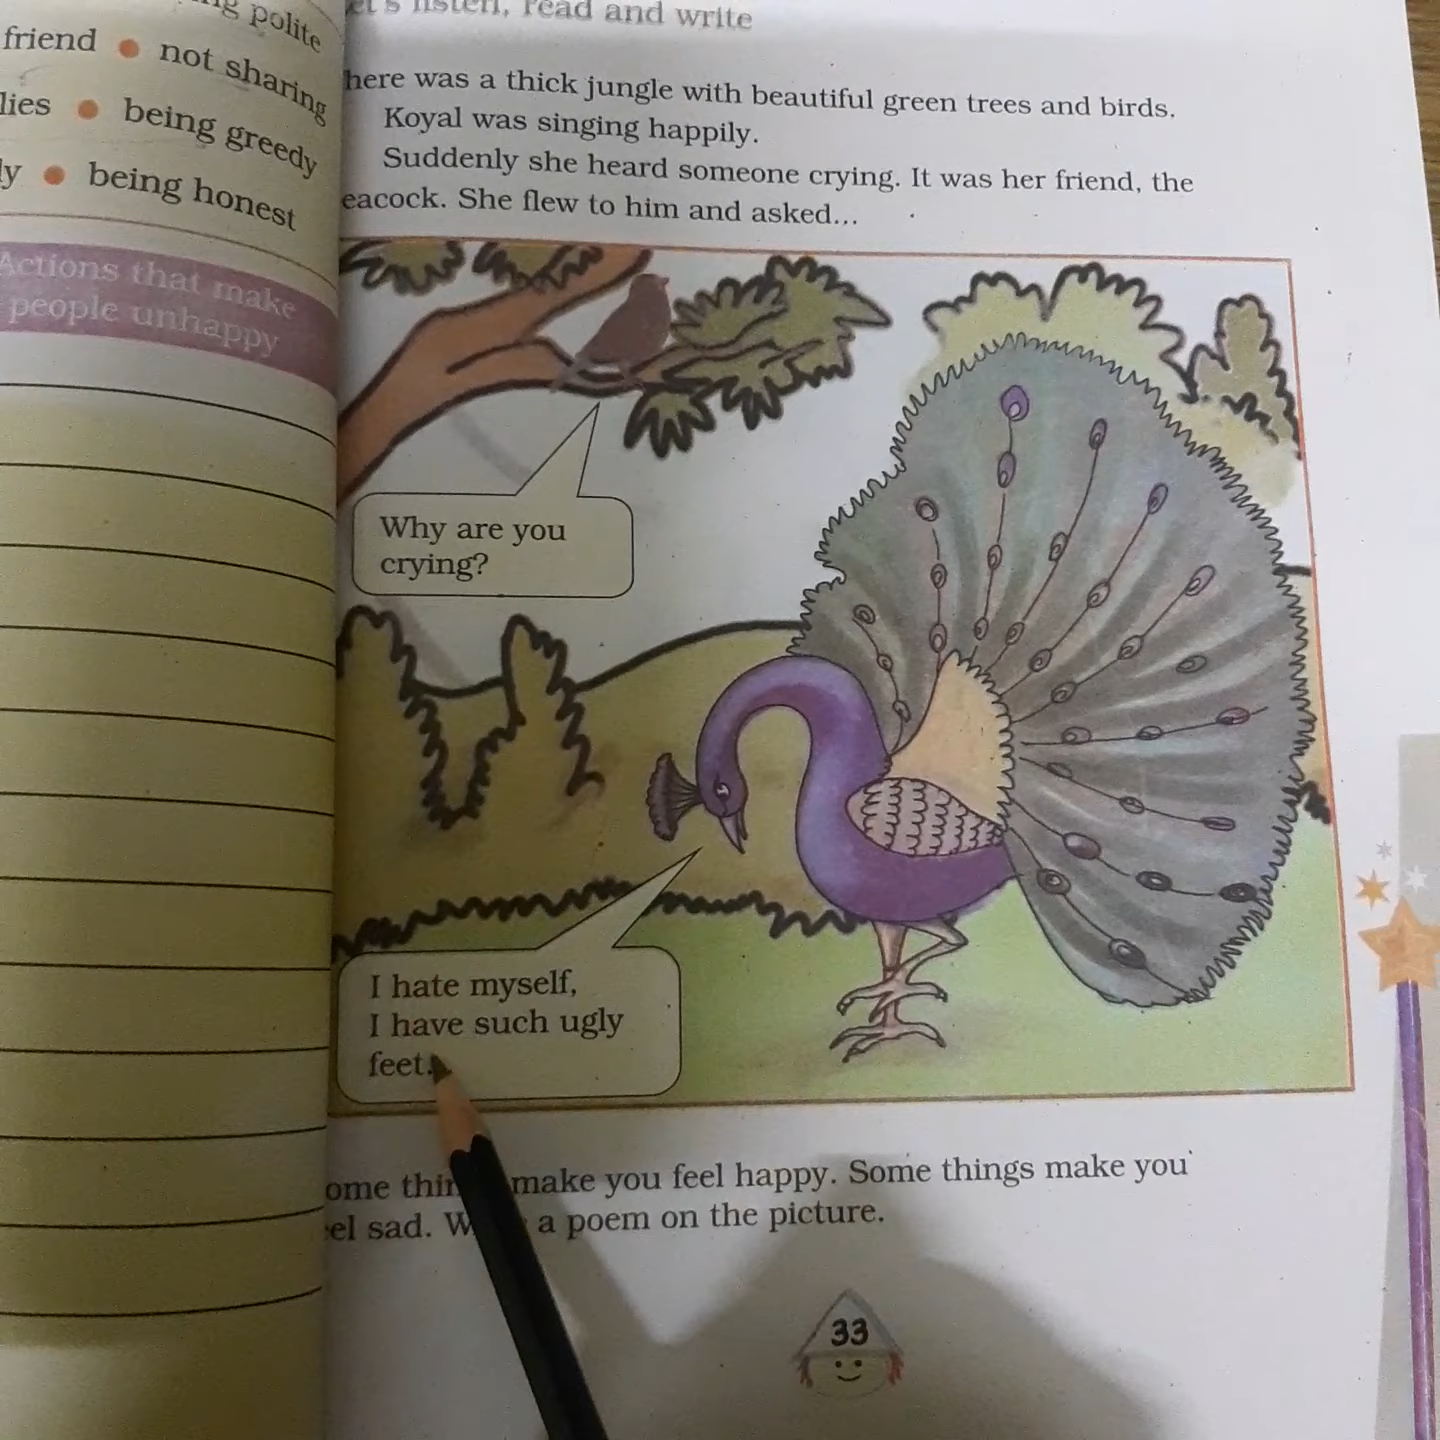 polite
friend • not sharing
lies • being greedy
• being honest
Actions that make
people unhappy
listen, read and write
here was a thick jungle with beautiful green trees and birds.
Koyal was singing happily.
Suddenly she heard someone crying. It was her friend, the
eacock. She flew to him and asked...
Why are you
crying?
I hate myself,
I have such ugly
feet.
ome make you feel happy. Some things make you
el sad. a poem on the picture.
33